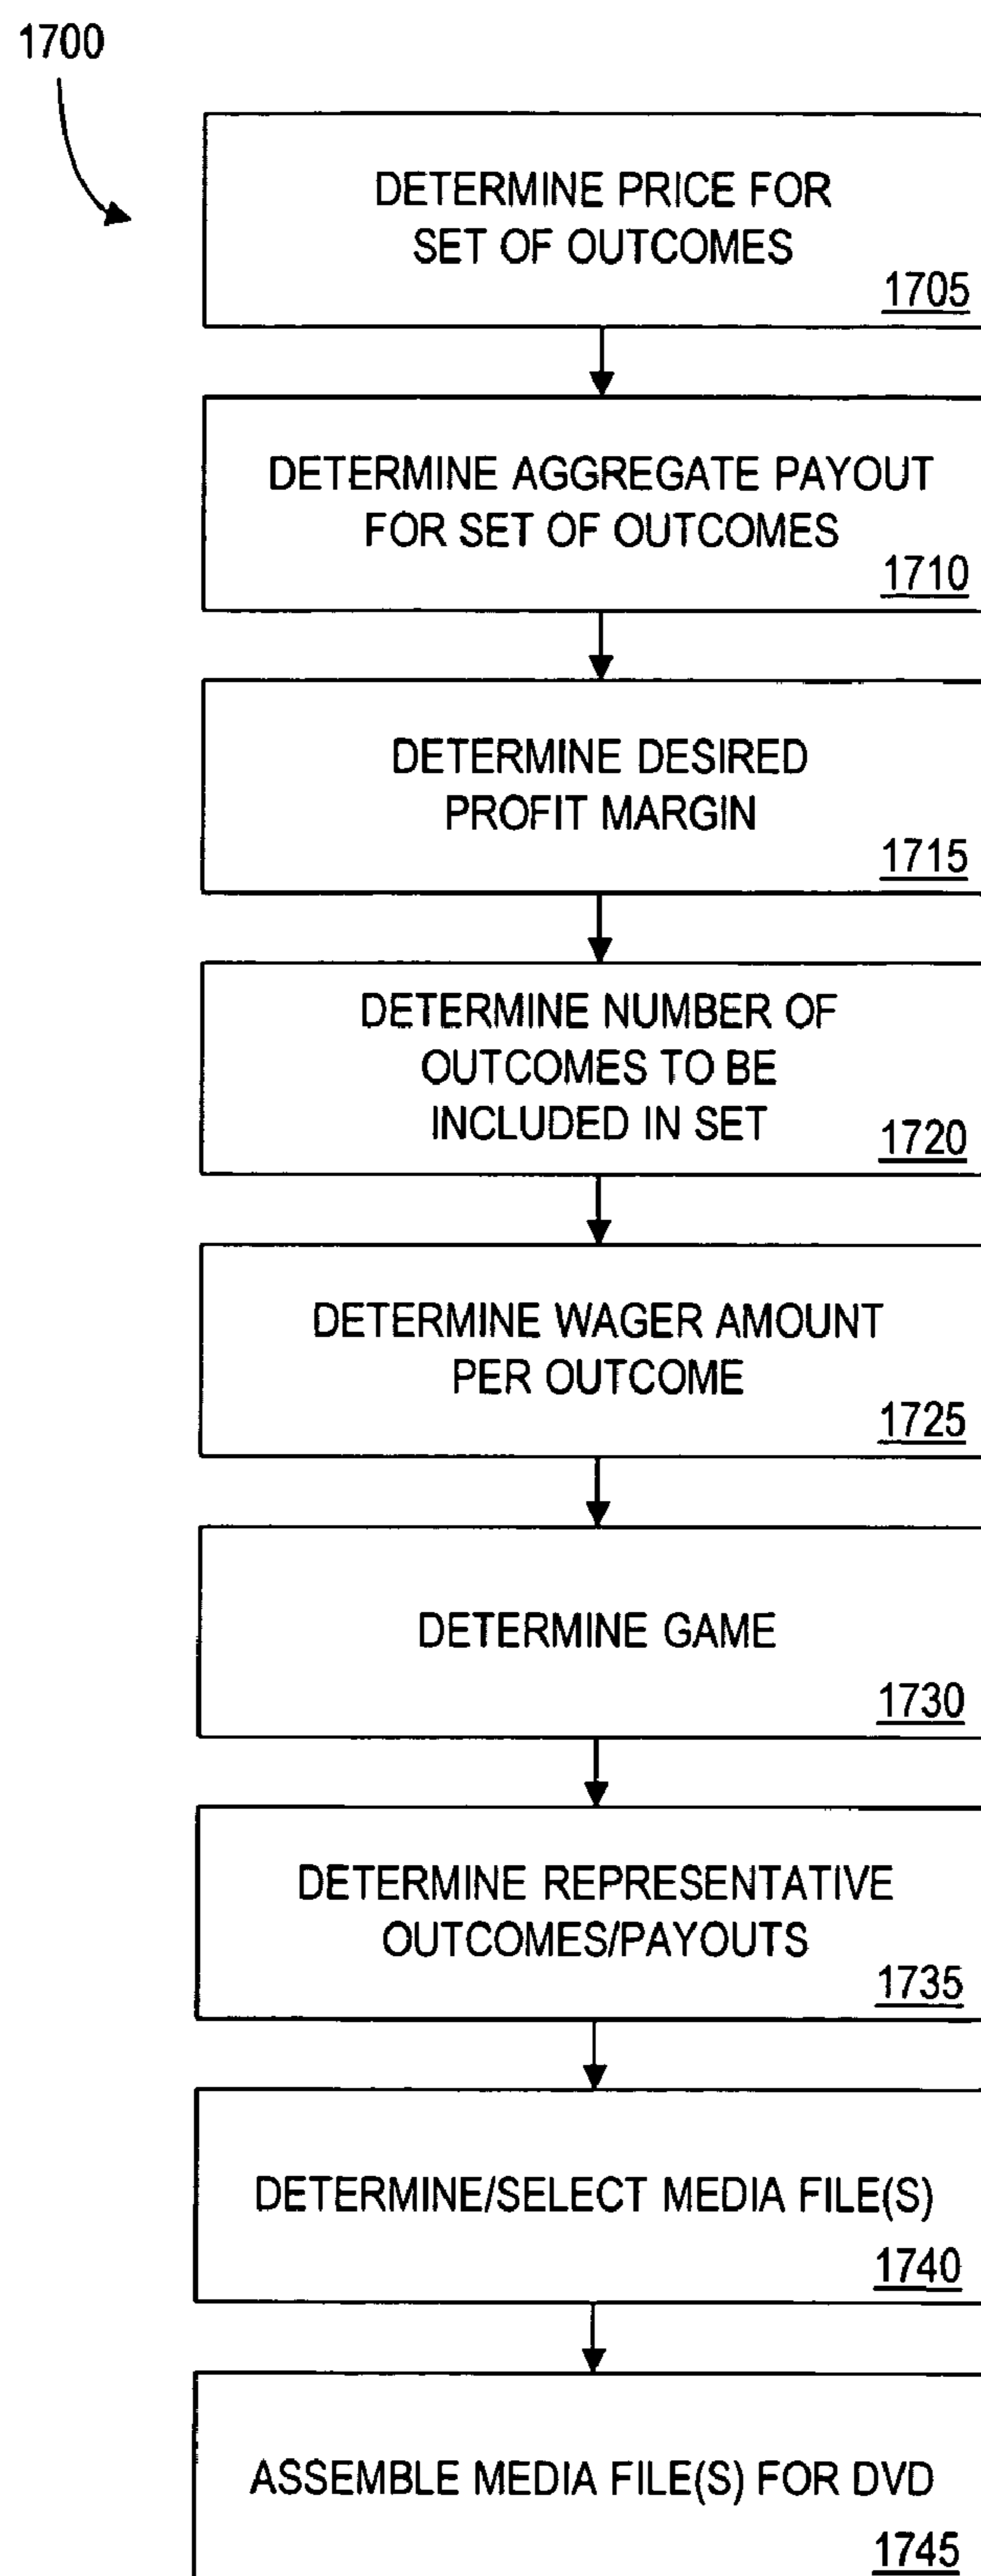 1700
DETERMINE PRICE FOR
SET OF OUTCOMES
1705
DETERMINE AGGREGATE PAYOUT
FOR SET OF OUTCOMES
1710
DETERMINE DESIRED
PROFIT MARGIN
1715
DETERMINE NUMBER OF
OUTCOMES TO BE
INCLUDED IN SET
1720
DETERMINE WAGER AMOUNT
PER OUTCOME
1725
DETERMINE GAME
1730
DETERMINE REPRESENTATIVE
OUTCOMES/PAYOUTS
1735
DETERMINE/SELECT MEDIA FILE(S)
1740
ASSEMBLE MEDIA FILE(S) FOR DVD
1745